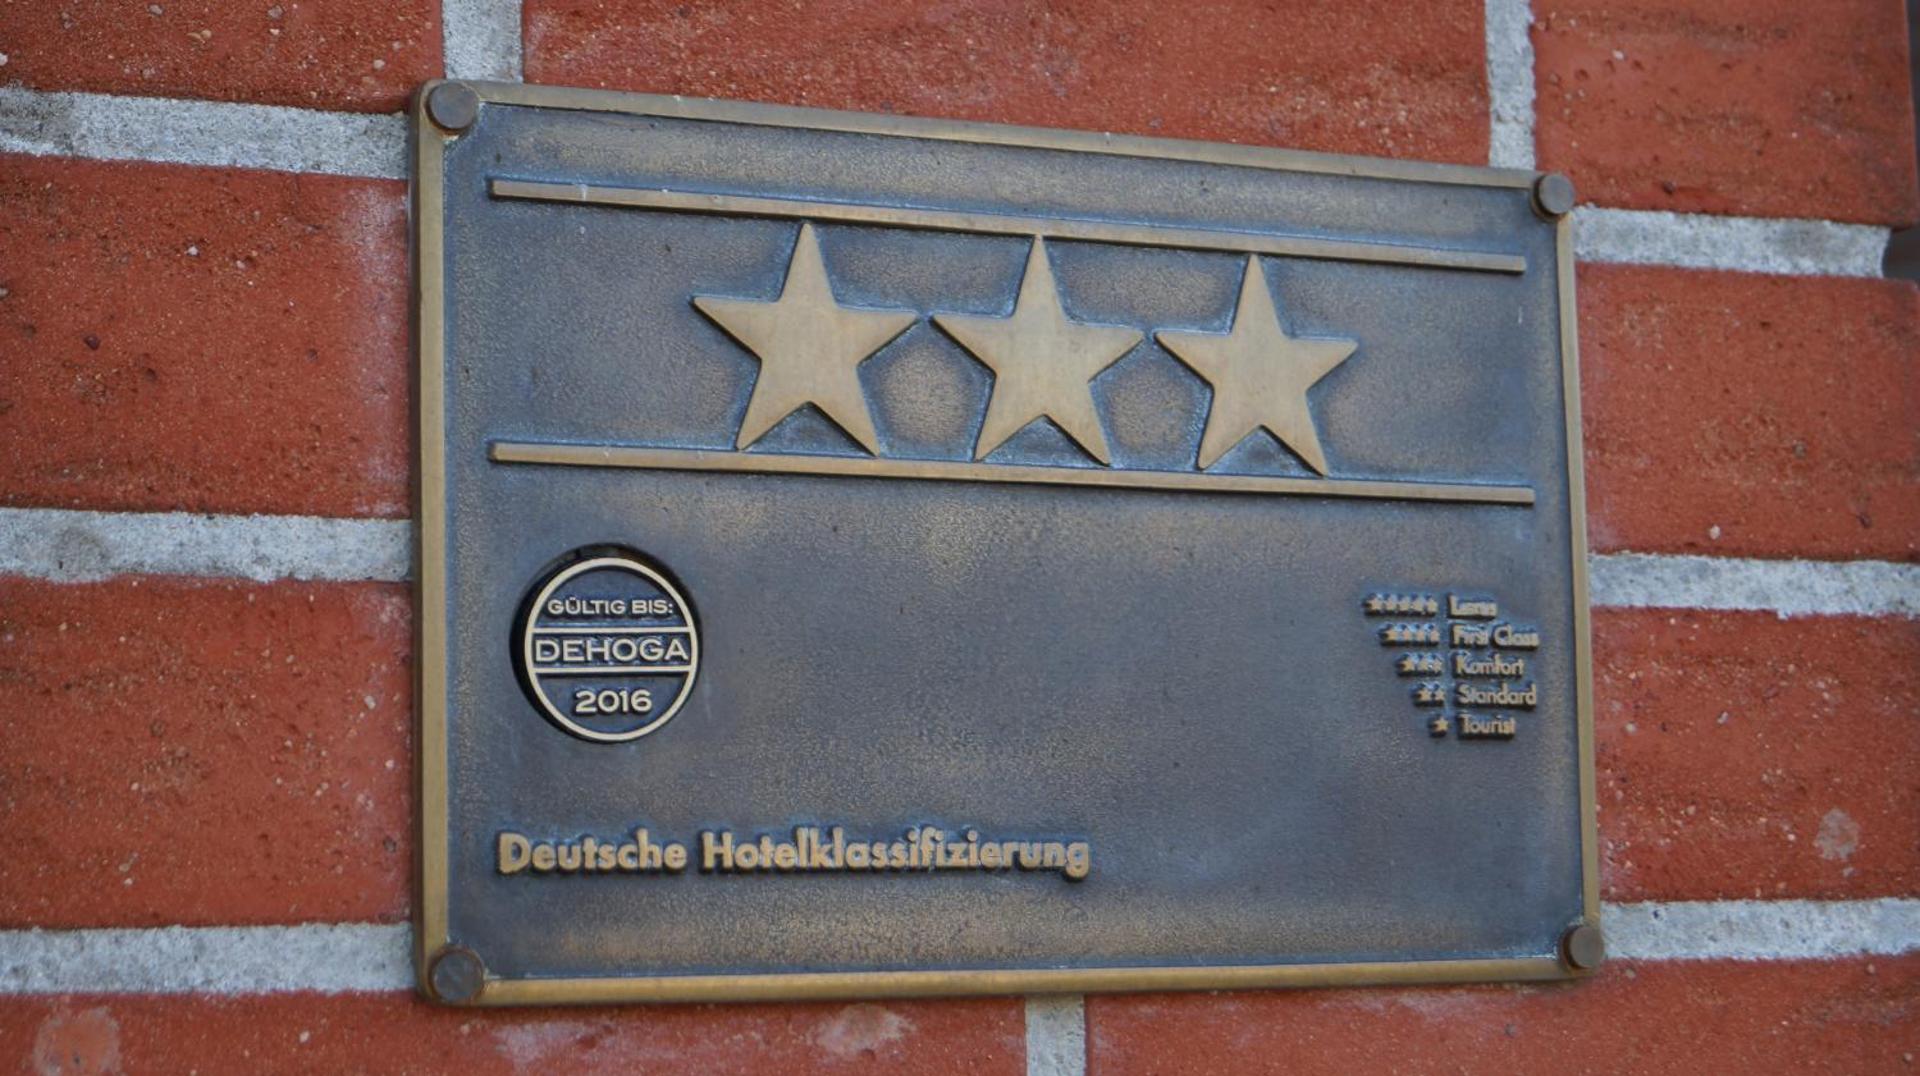 GÜLTIG BIS:
DEHOGA
2016
Luxus
First Class
Komfort
Standard
Tourist
Deutsche Hotelklassifizierung